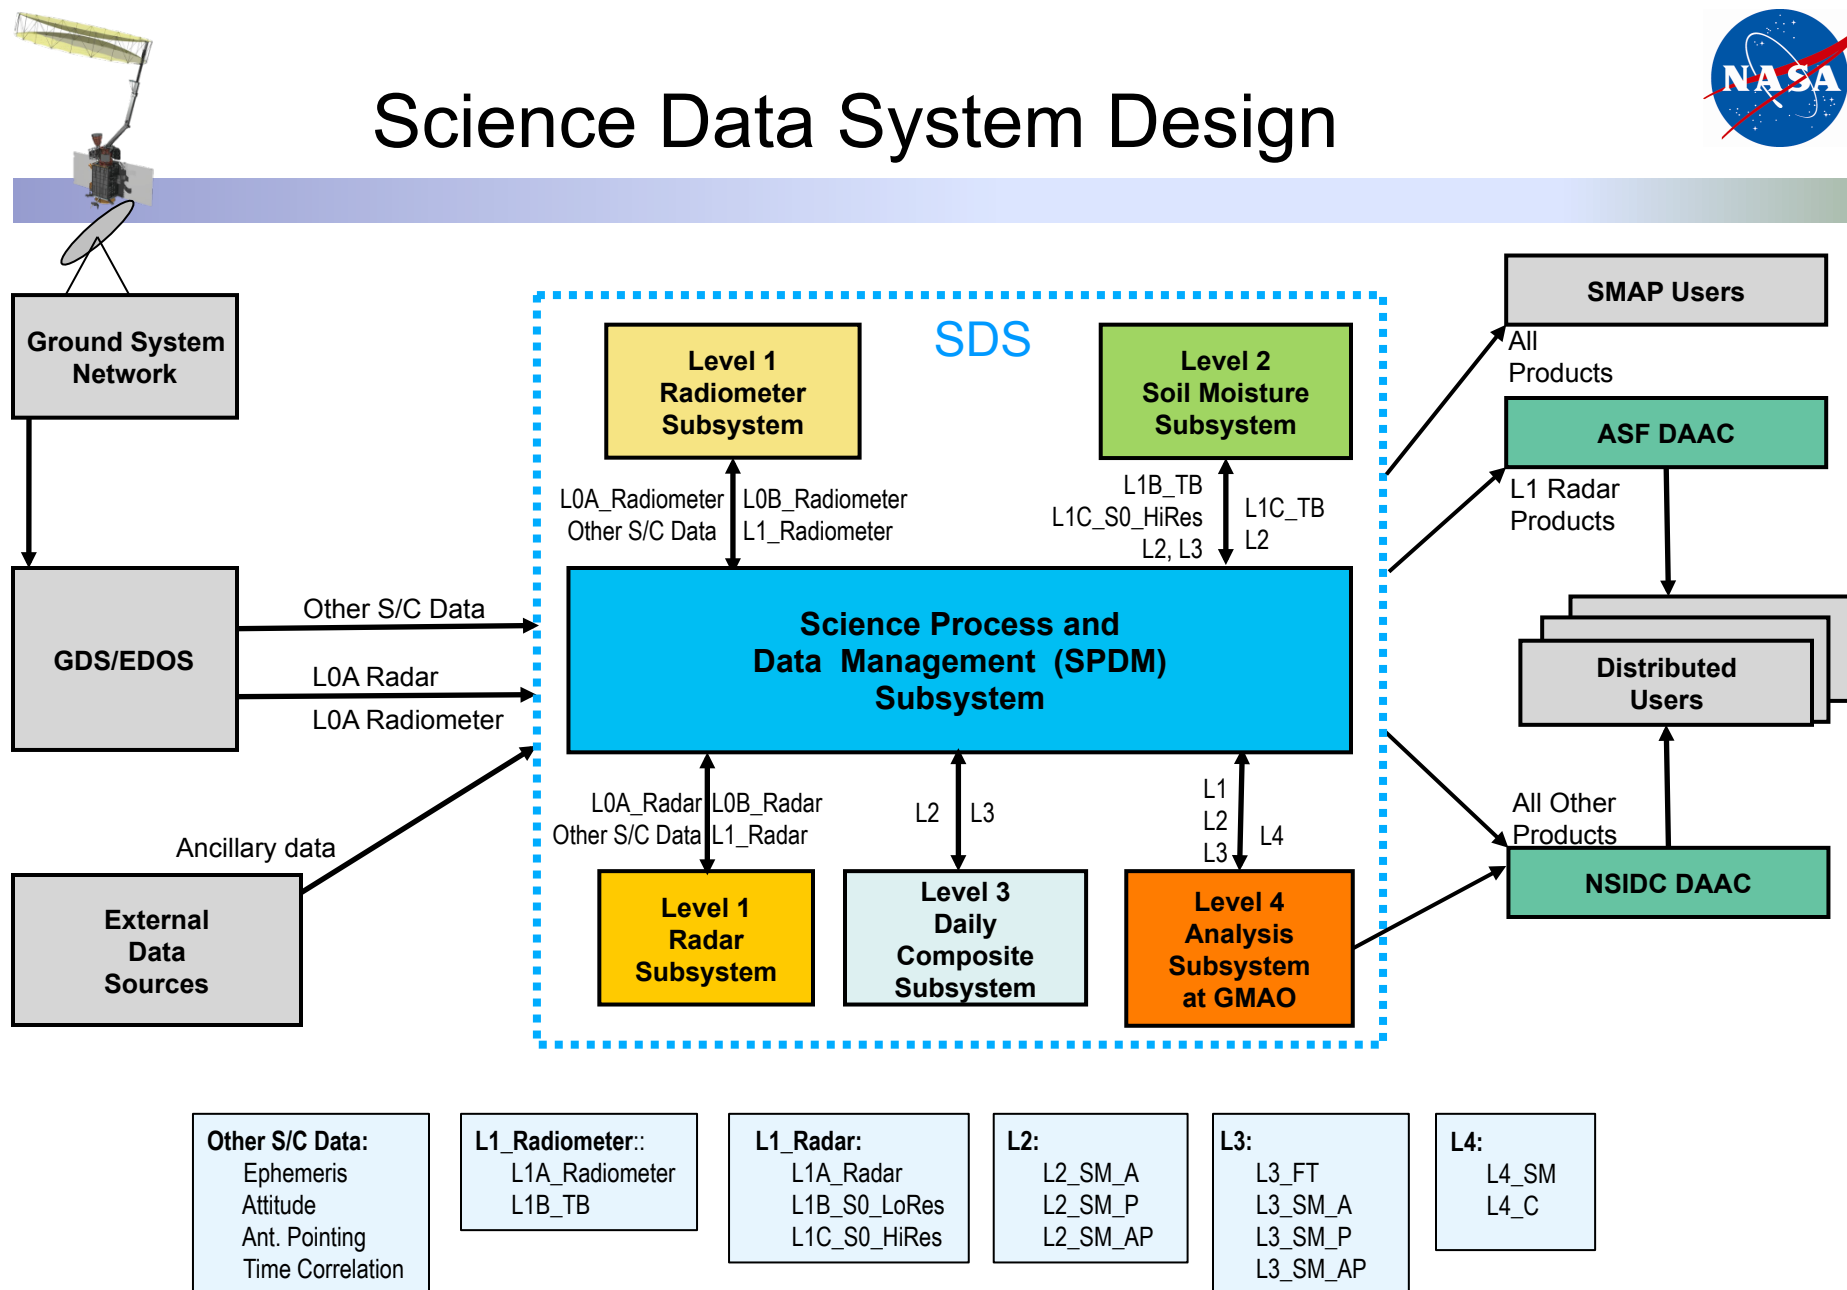 NASA
Science Data System Design
Ground System
Network
GDS/EDOS
External
Data
Sources
Other S/C Data
L0A Radar
L0A Radiometer
Ancillary data
SDS
Level 1
Radiometer
Subsystem
Level 2
Soil Moisture
Subsystem
L0A_Radiometer
Other S/C Data
L0B_Radiometer
L1_Radiometer
L1B_TB
L1C_S0_HiRes
L2, L3
L1C_TB
L2
Science Process and
Data Management (SPDM)
Subsystem
L0A_Radar
Other S/C Data
L0B_Radar
L1_Radar
L2
L3
L1
L2
L3
L4
Level 1
Radar
Subsystem
Level 3
Daily
Composite
Subsystem
Level 4
Analysis
Subsystem
at GMAO
SMAP Users
All
Products
ASF DAAC
L1 Radar
Products
Distributed
Users
All Other
Products
NSIDC DAAC
Other S/C Data:
Ephemeris
Attitude
Ant. Pointing
Time Correlation
L1_Radiometer::
L1A_Radiometer
L1B_TB
L1_Radar:
L1A_Radar
L1B_S0_LoRes
L1C_S0_HiRes
L2:
L2_SM_A
L2_SM_P
L2_SM_AP
L3:
L3_FT
L3_SM_A
L3_SM_P
L3_SM_AP
L4:
L4_SM
L4_C